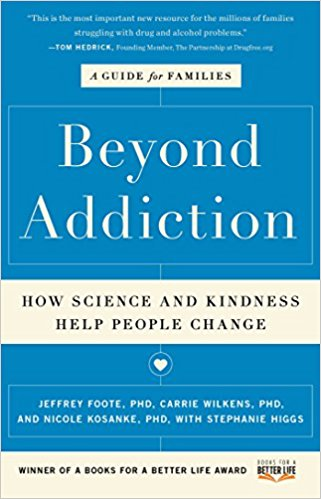 "This is the most important new resource for the millions of families
struggling with drug and alcohol problems."
—TOM HEDRICK, Founding Member, The Partnership at Drugfree.org
A GUIDE for FAMILIES
Beyond
Addiction
HOW SCIENCE AND KINDNESS
HELP PEOPLE CHANGE
JEFFREY FOOTE, PHD, CARRIE WILKENS, PHD,
AND NICOLE KOSANKE, PHD, WITH STEPHANIE HIGGS
WINNER OF A BOOKS FOR A BETTER LIFE AWARD
BOOKS FOR A
BETTER LIFE